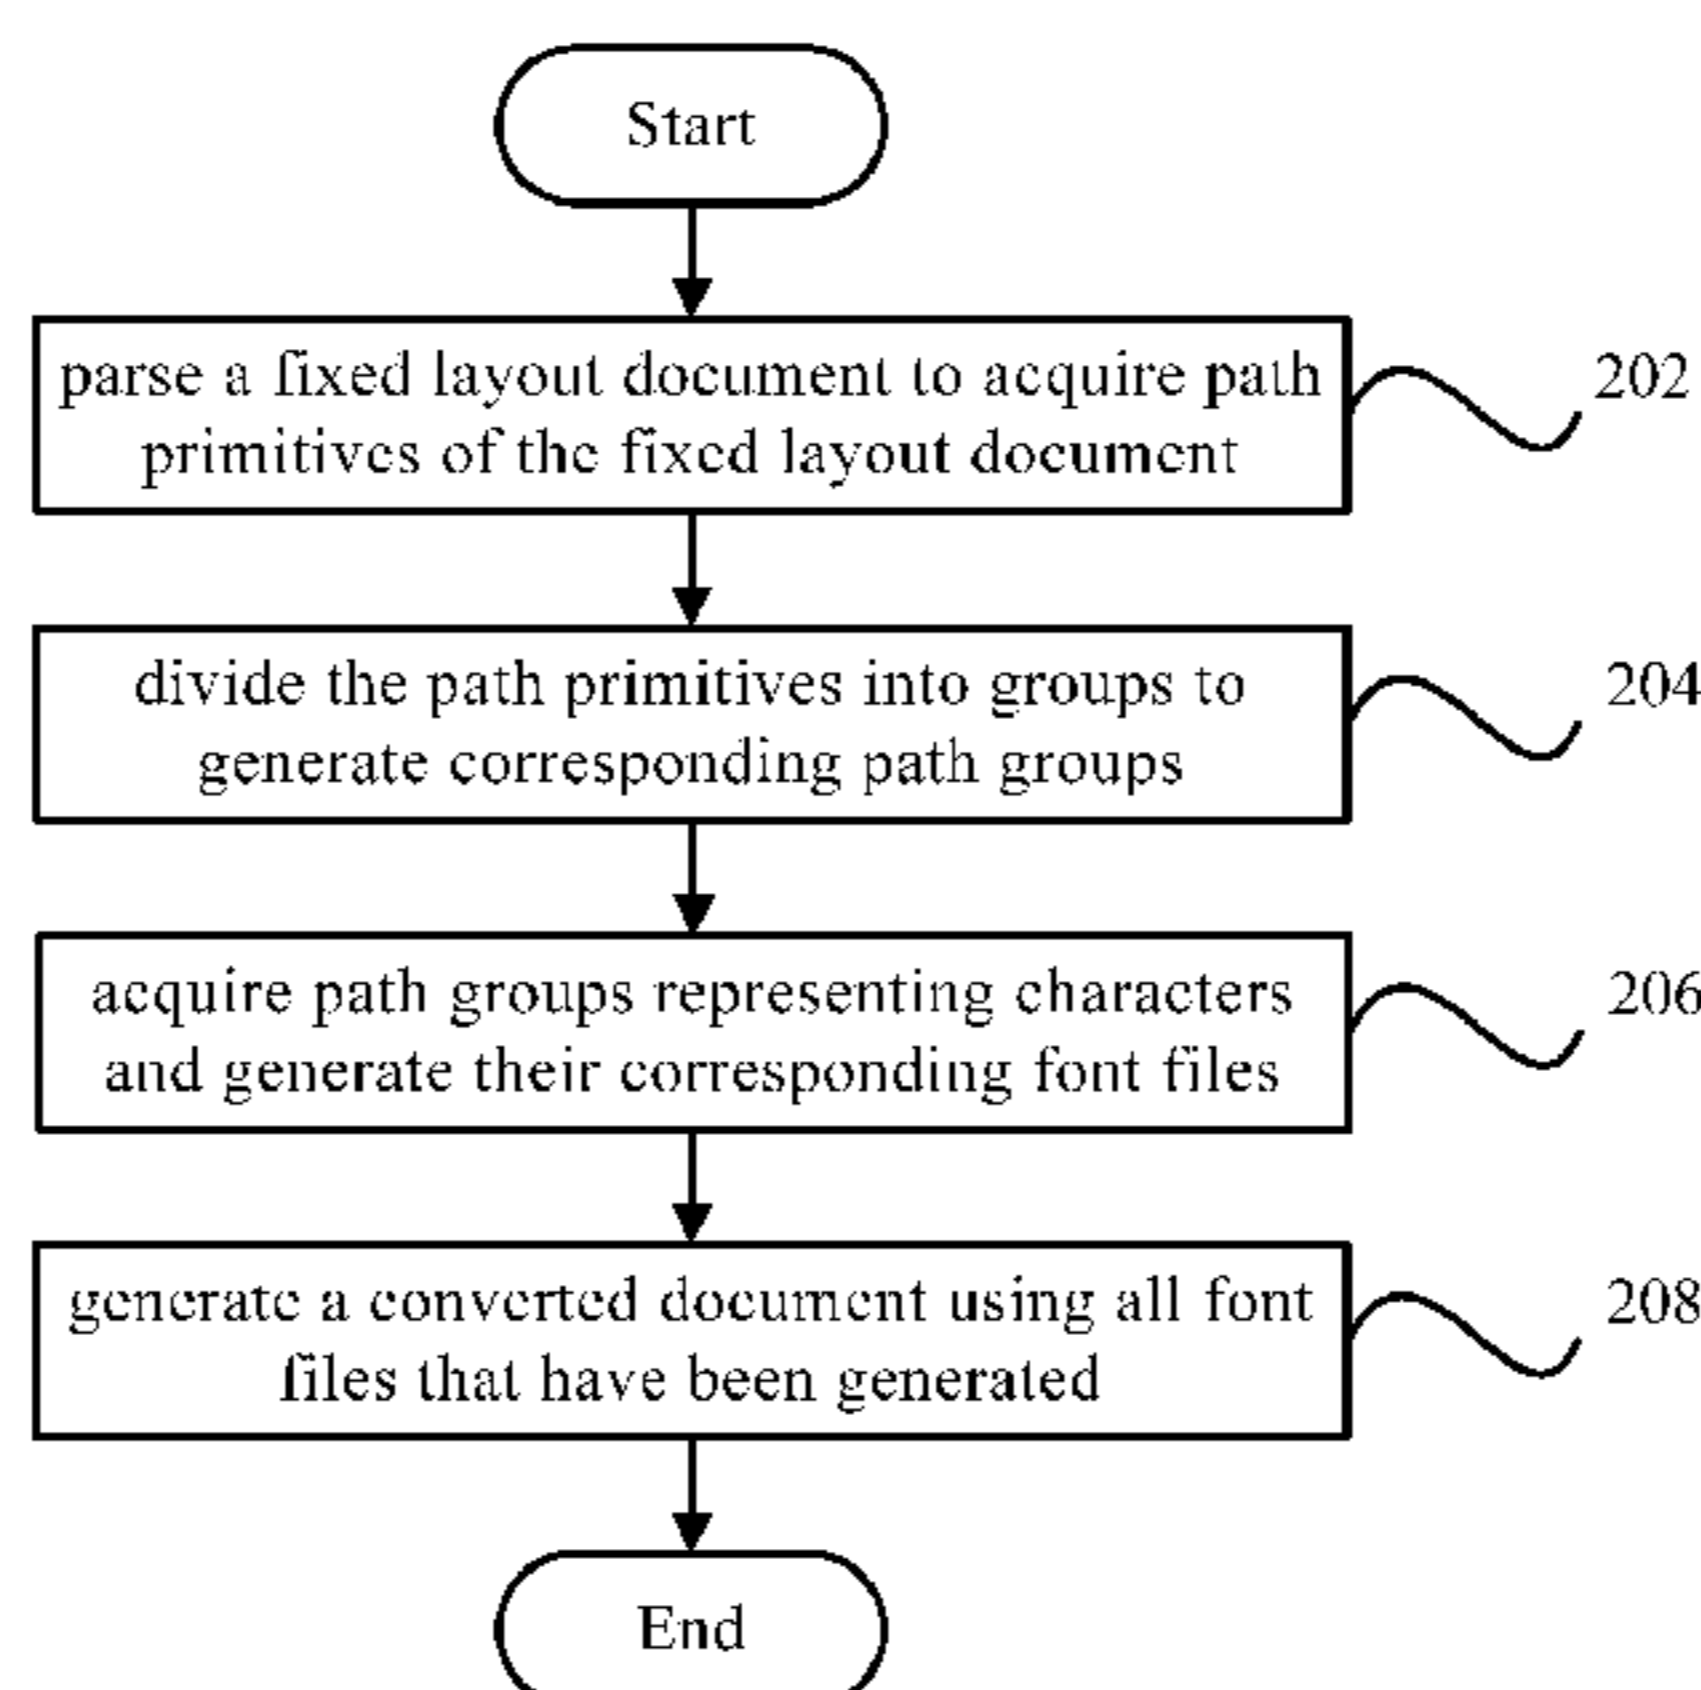 Start
parse a fixed layout document to acquire path
primitives of the fixed layout document
202
divide the path primitives into groups to
generate corresponding path groups
204
acquire path groups representing characters
and generate their corresponding font files
206
generate a converted document using all font
files that have been generated
208
End